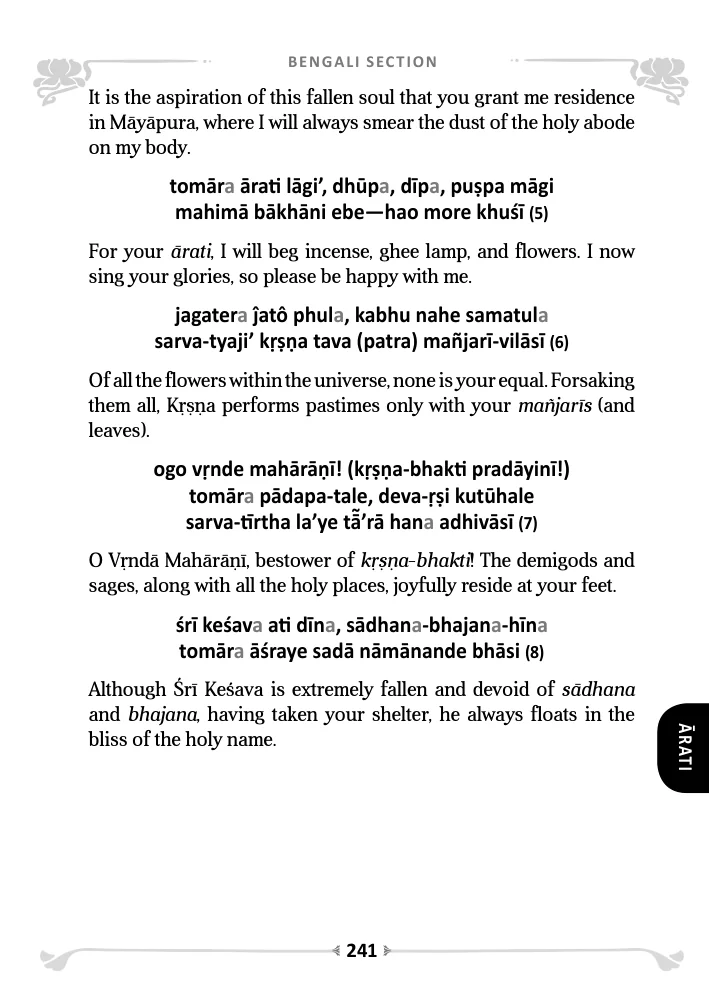 BENGALI SECTION
It is the aspiration of this fallen soul that you grant me residence
in Māyāpura, where I will always smear the dust of the holy abode
on my body.
tomāra ārati lāgi’, dhūpa, dīpa, puṣpa māgi
mahimā bākhāni ebe—hao more khuśī (5)
For your ārati, I will beg incense, ghee lamp, and flowers. I now
sing your glories, so please be happy with me.
jagatera ĵatô phula, kabhu nahe samatula
sarva-tyaji’ kṛṣṇa tava (patra) mañjarī-vilāsī (6)
Of all the flowers within the universe, none is your equal. Forsaking
them all, Kṛṣṇa performs pastimes only with your mañjarīs (and
leaves).
ogo vṛnde mahārāṇī! (kṛṣṇa-bhakti pradāyinī!)
tomāra pādapa-tale, deva-ṛṣi kutūhale
sarva-tīrtha la’ye tā̃’rā hana adhivāsī (7)
O Vṛndā Mahārāṇī, bestower of kṛṣṇa-bhakti! The demigods and
sages, along with all the holy places, joyfully reside at your feet.
śrī keśava ati dīna, sādhana-bhajana-hīna
tomāra āśraye sadā nāmānande bhāsi (8)
Although Śrī Keśava is extremely fallen and devoid of sādhana
and bhajana, having taken your shelter, he always floats in the
bliss of the holy name.
ĀRATI
241